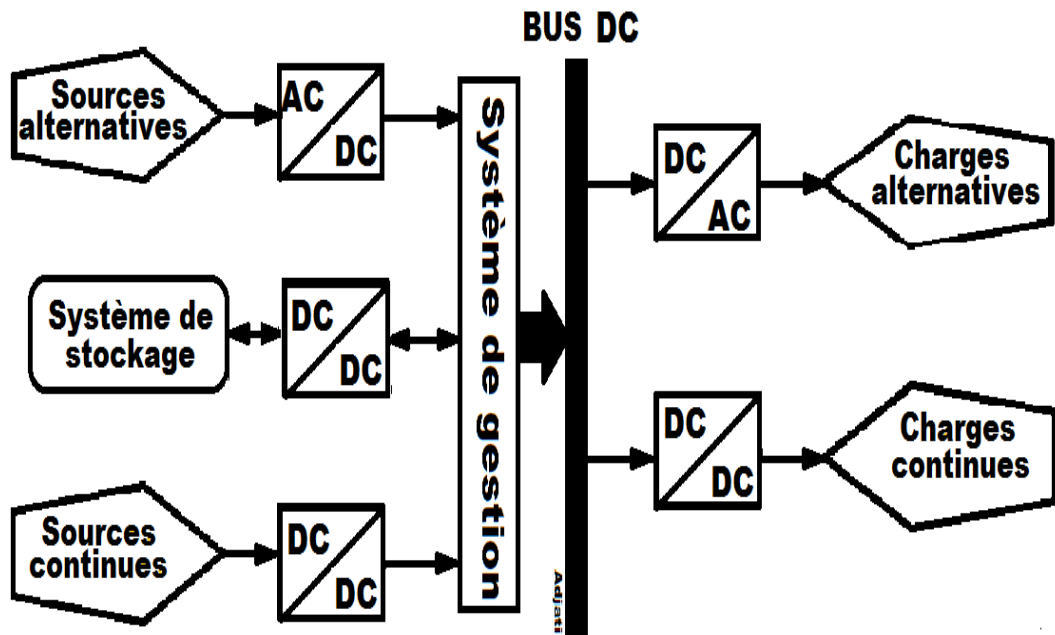 BUS DC
Sources
alternatives
AC
DC
Système de
stockage
DC
DC
Sources
continues
DC
DC
Système de gestion
Adjati
DC
AC
Charges
alternatives
DC
DC
Charges
continues